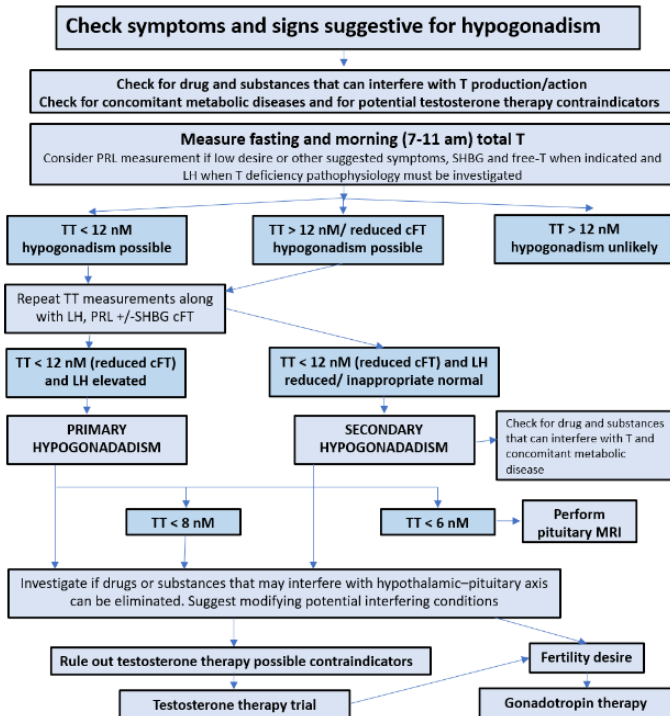 Check symptoms and signs suggestive for hypogonadism
Check for drug and substances that can interfere with T production/action
Check for concomitant metabolic diseases and for potential testosterone therapy contraindicators
Measure fasting and morning (7-11 am) total T
Consider PRL measurement if low desire or other suggested symptoms, SHBG and free-T when indicated and
LH when T deficiency pathophysiology must be investigated
TT < 12 nM
hypogonadism possible
TT > 12 nM/ reduced cFT
hypogonadism possible
TT > 12 nM
hypogonadism unlikely
Repeat TT measurements along
with LH, PRL +/-SHBG cFT
TT < 12 nM (reduced cFT)
and LH elevated
TT < 12 nM (reduced cFT) and LH
reduced/ inappropriate normal
PRIMARY
HYPOGONADADISM
SECONDARY
HYPOGONADADISM
Check for drug and substances
that can interfere with T and
concomitant metabolic
disease
TT < 8 nM
TT < 6 nM
Perform
pituitary MRI
Investigate if drugs or substances that may interfere with hypothalamic–pituitary axis
can be eliminated. Suggest modifying potential interfering conditions
Rule out testosterone therapy possible contraindicators
Fertility desire
Testosterone therapy trial
Gonadotropin therapy